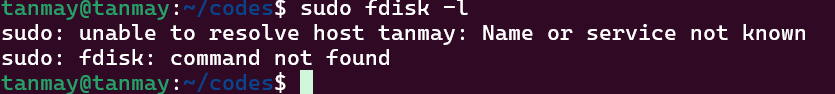 tanmay@tanmay:~/codes$ sudo fdisk -l
sudo: unable to resolve host tanmay: Name or service not known
sudo: fdisk: command not found
tanmay@tanmay:~/codes$